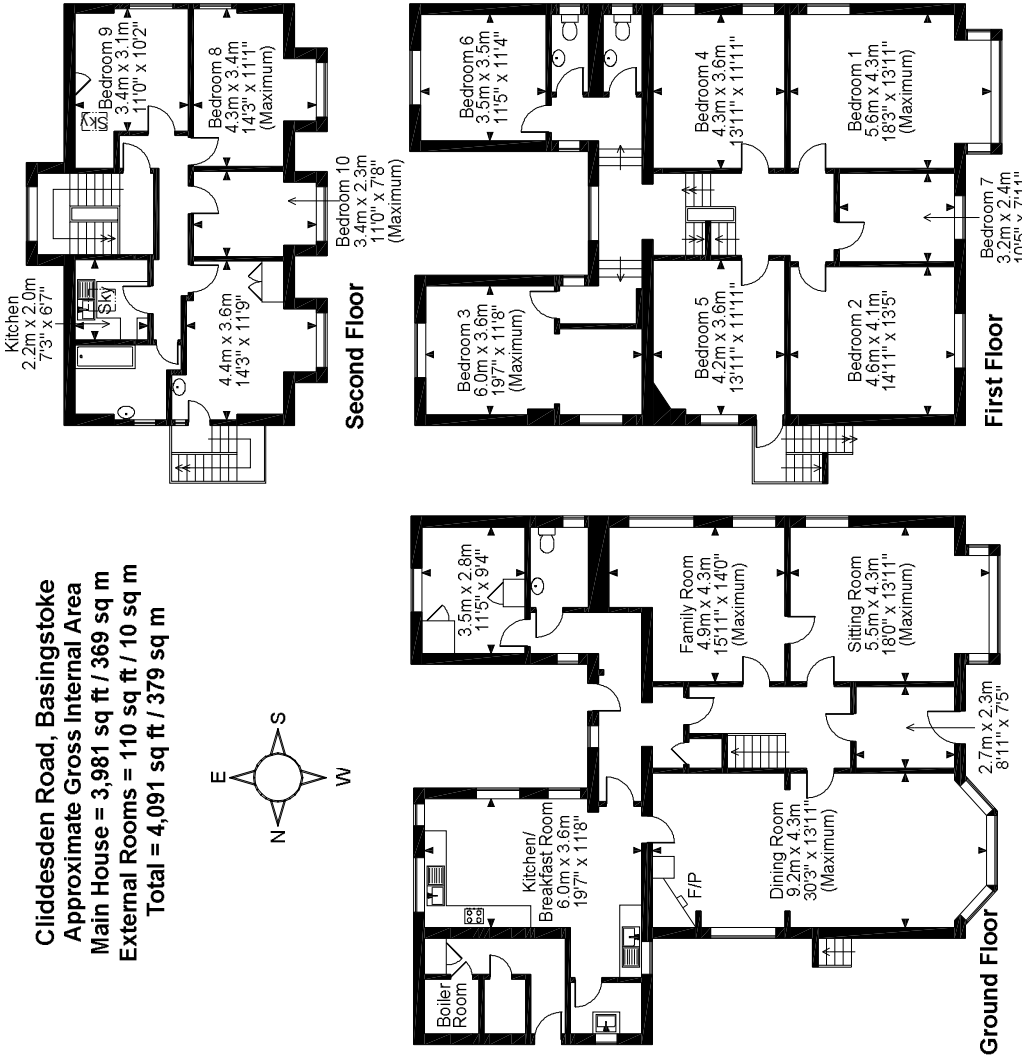 Cliddesden Road, Basingstoke
Approximate Gross Internal Area
Main House = 3,981 sq ft / 369 sq m
External Rooms = 110 sq ft / 10 sq m
Total = 4,091 sq ft / 379 sq m
N
E
S
W
Boiler
Room
Kitchen/
Breakfast Room
6.0m x 3.6m
19'7" x 11'8"
3.5m x 2.8m
11'5" x 9'4"
F/P
Dining Room
9.2m x 4.3m
30'3" x 13'11"
(Maximum)
Family Room
4.9m x 4.3m
15'11" x 14'0"
(Maximum)
Sitting Room
5.5m x 4.3m
18'0" x 13'11"
(Maximum)
2.7m x 2.3m
8'11" x 7'5"
Ground Floor
Kitchen
2.2m x 2.0m
7'3" x 6'7"
Sky
Sky
Bedroom 9
3.4m x 3.1m
11'0" x 10'2"
Bedroom 8
4.3m x 3.4m
14'3" x 11'1"
(Maximum)
4.4m x 3.6m
14'3" x 11'9"
Bedroom 10
3.4m x 2.3m
11'0" x 7'8"
(Maximum)
Second Floor
Bedroom 3
6.0m x 3.6m
19'7" x 11'8"
(Maximum)
Bedroom 6
3.5m x 3.5m
11'5" x 11'4"
Bedroom 5
4.2m x 3.6m
13'11" x 11'11"
Bedroom 4
4.3m x 3.6m
13'11" x 11'11"
Bedroom 2
4.6m x 4.1m
14'11" x 13'5"
Bedroom 1
5.6m x 4.3m
18'3" x 13'11"
(Maximum)
Bedroom 7
3.2m x 2.4m
10'5" x 7'11"
First Floor